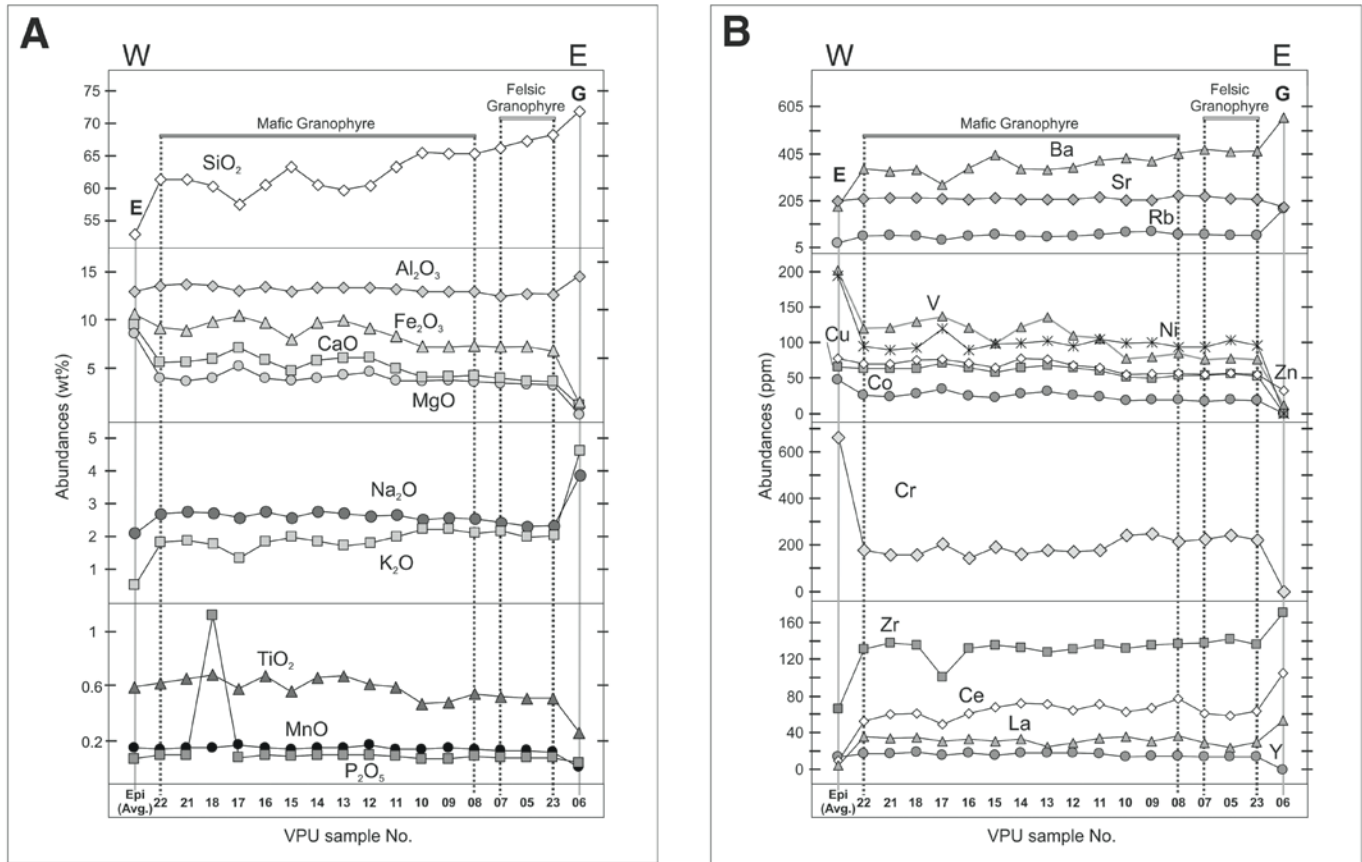 A
W
E
75
70
65
60
55
Mafic Granophyre
Felsic
Granophyre
G
SiO₂
E
15
10
5
Al₂O₃
Fe₂O₃
CaO
MgO
Abundances (wt%)
5
4
3
2
1
Na₂O
K₂O
1
0.6
0.2
TiO₂
MnO
P₂O₅
Epi
(Avg.)
22 21 18 17 16 15 14 13 12 11 10 09 08 07 05 23 06
VPU sample No.
B
W
E
605
405
205
5
Mafic Granophyre
Felsic
Granophyre
G
E
Ba
Sr
Rb
200
150
100
50
0
V
Ni
Cu
Co
Zn
Abundances (ppm)
600
400
200
0
Cr
160
120
80
40
0
Zr
Ce
La
Y
Epi
(Avg.)
22 21 18 17 16 15 14 13 12 11 10 09 08 07 05 23 06
VPU sample No.